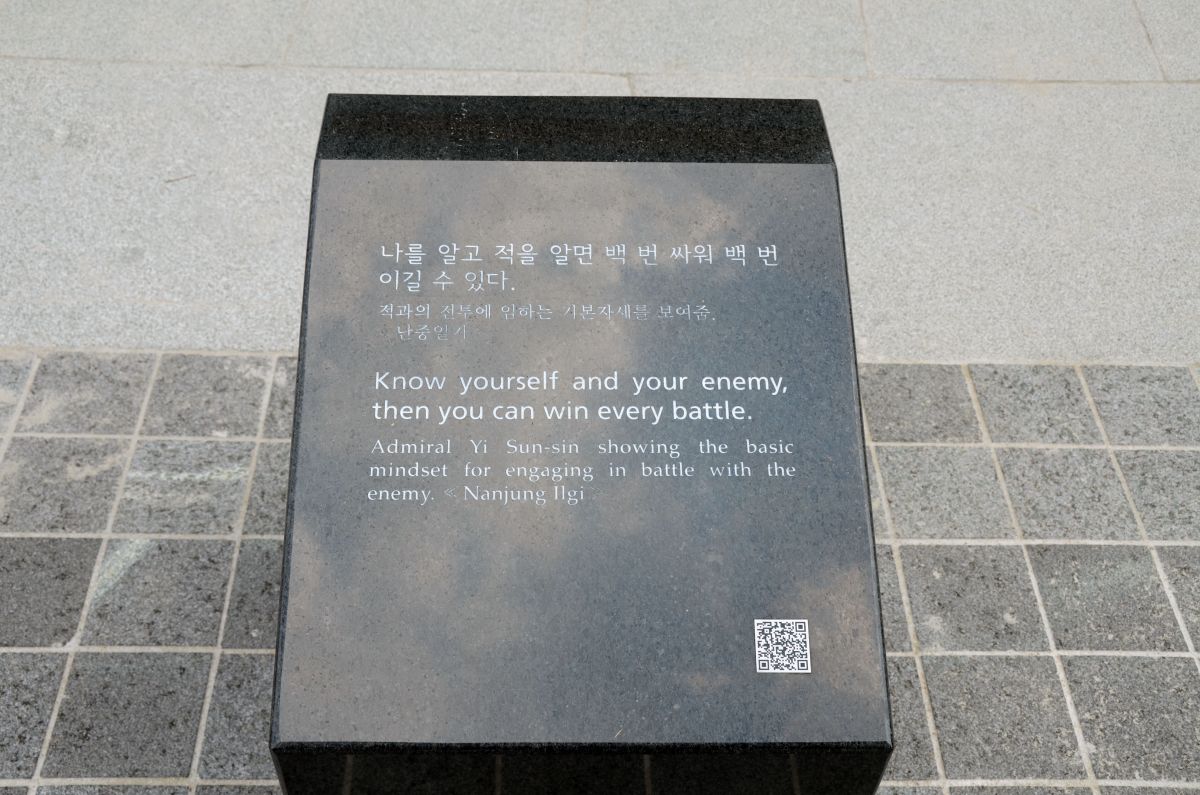 나를 알고 적을 알면 백 번 싸워 백 번
이길 수 있다.
적과의 전투에 임하는 기본자세를 보여줌.
난중일기
Know yourself and your enemy,
then you can win every battle.
Admiral Yi Sun-sin showing the basic
mindset for engaging in battle with the
enemy. ≪ Nanjung Ilgi